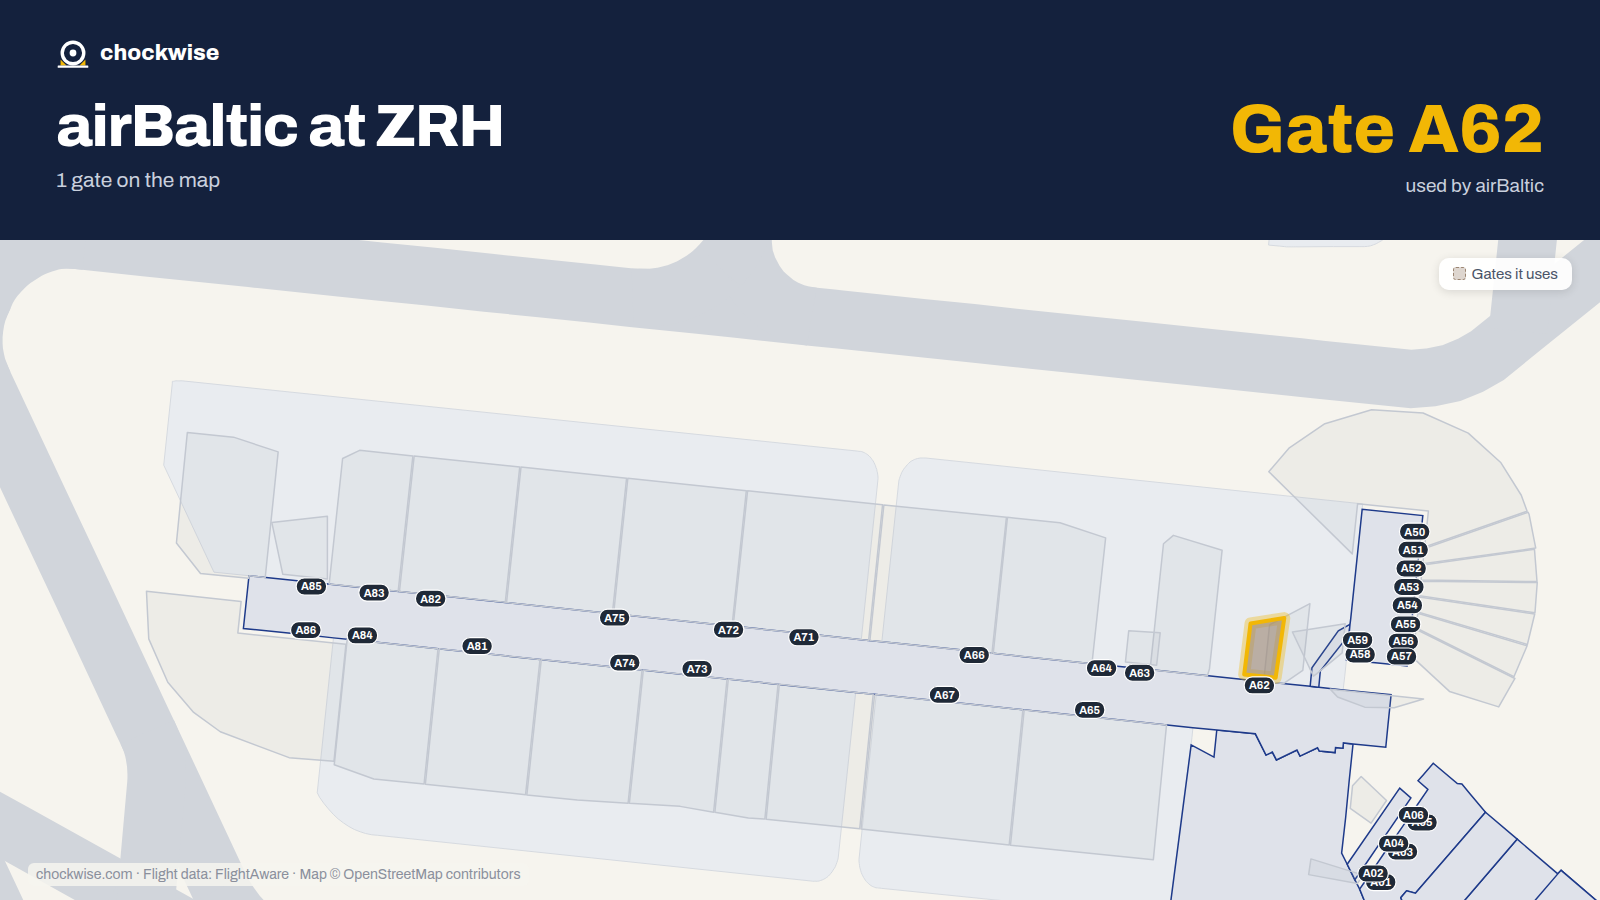 chockwise
airBaltic at ZRH
1 gate on the map
Gate A62
used by airBaltic
Gates it uses
A50
A51
A52
A53
A54
A55
A56
A57
A59
A58
A85
A83
A82
A86
A84
A81
A75
A72
A71
A74
A73
A66
A67
A64
A63
A65
A62
A06
A04
A02
chockwise.com · Flight data: FlightAware · Map © OpenStreetMap contributors